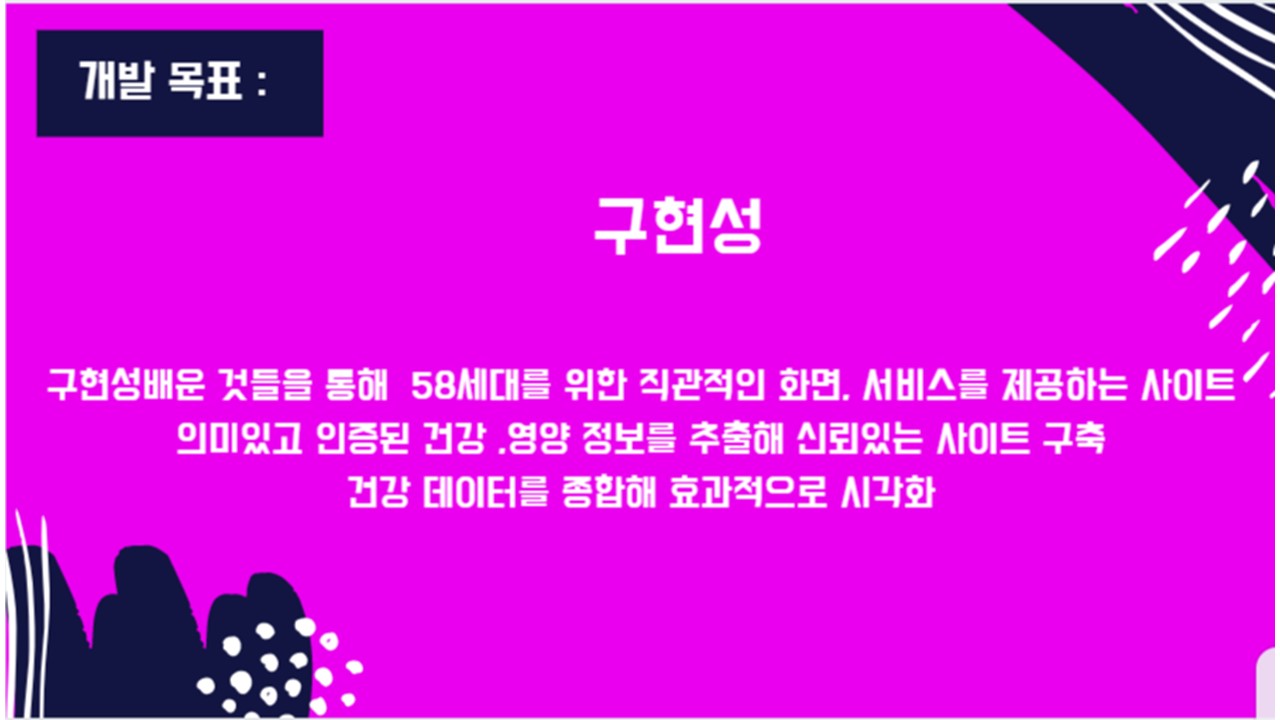 개발 목표 :
구현성
구현성배운 것들을 통해 58세대를 위한 직관적인 화면, 서비스를 제공하는 사이트
의미있고 인증된 건강 ,영양 정보를 추출해 신뢰있는 사이트 구축
건강 데이터를 종합해 효과적으로 시각화